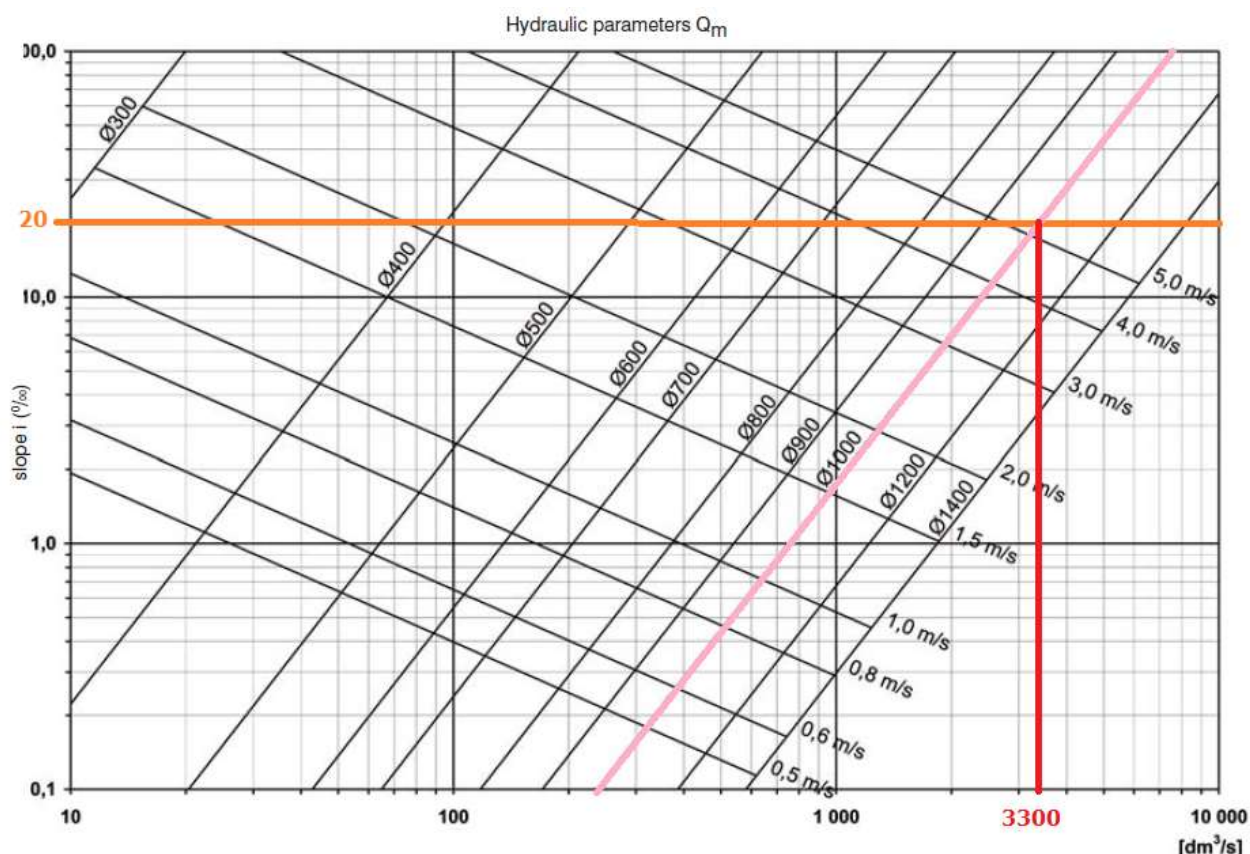 Hydraulic parameters Qm
00,0
Ø300
20
Ø400
10,0
5,0 m/s
Ø500
4,0 m/s
Ø600
Ø700
3,0 m/s
slope i (⁰/∞)
Ø800
Ø900
Ø1000
2,0 m/s
Ø1200
Ø1400
1,5 m/s
1,0
1,0 m/s
0,8 m/s
0,6 m/s
0,5 m/s
0,1
10
100
1 000
3300
10 000
[dm³/s]